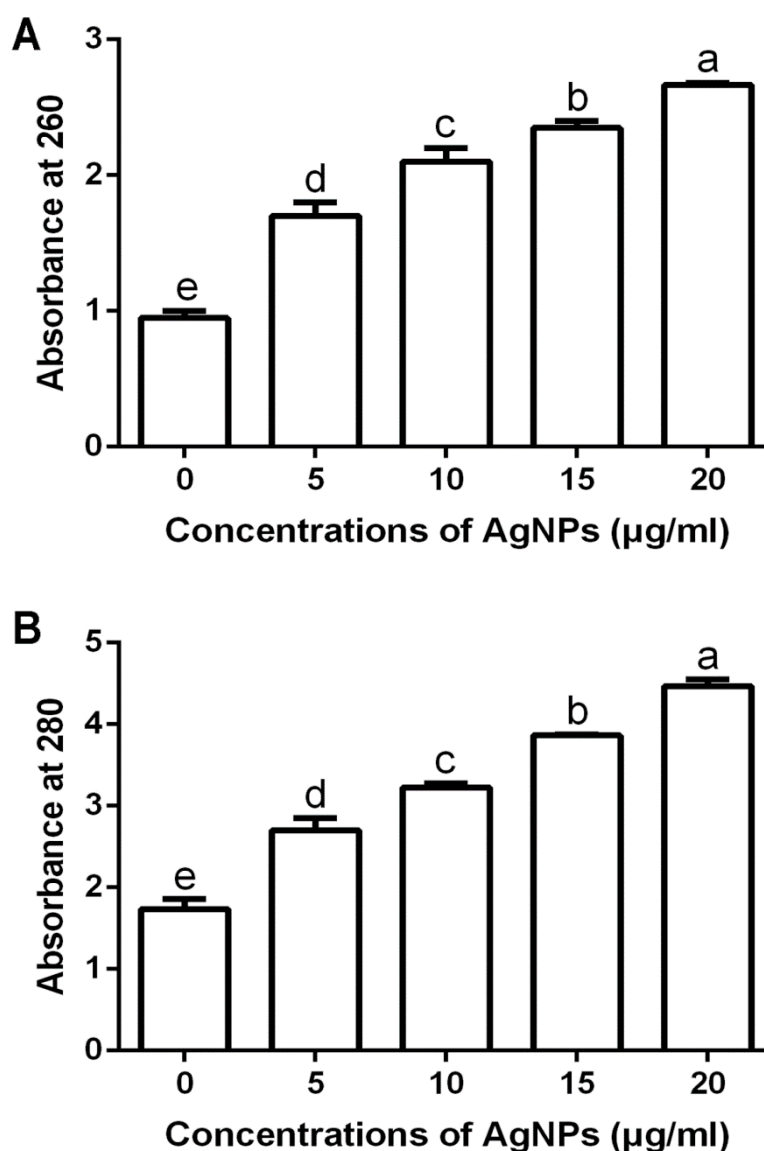 A
Absorbance at 260
3
2
1
0
e
d
c
b
a
0 5 10 15 20
Concentrations of AgNPs (µg/ml)
B
Absorbance at 280
5
4
3
2
1
0
e
d
c
b
a
0 5 10 15 20
Concentrations of AgNPs (µg/ml)